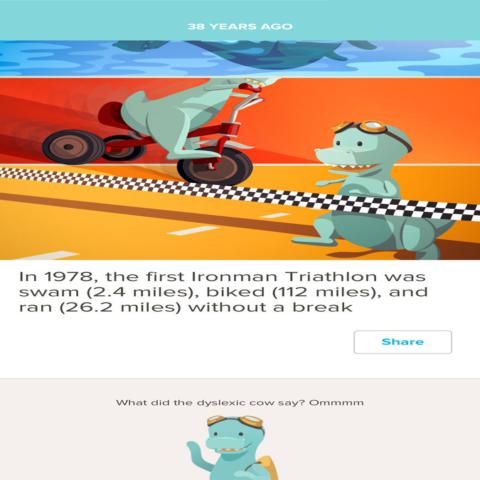 38 YEARS AGO
In 1978, the first Ironman Triathlon was
swam (2.4 miles), biked (112 miles), and
ran (26.2 miles) without a break
Share
What did the dyslexic cow say? Ommmm